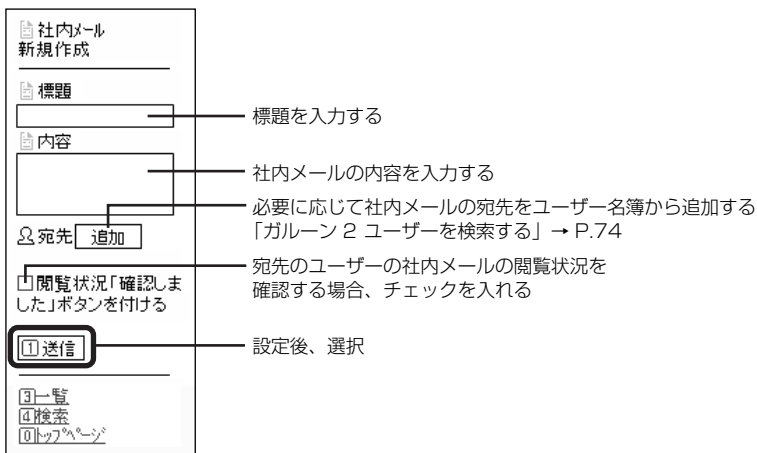 社内メール
新規作成
標題
標題を入力する
内容
社内メールの内容を入力する
必要に応じて社内メールの宛先をユーザー名簿から追加する
宛先 追加
「ガルーン 2 ユーザーを検索する」→ P.74
宛先のユーザーの社内メールの閲覧状況を
閲覧状況「確認しま
した」ボタンを付ける
確認する場合、チェックを入れる
1送信
設定後、選択
3一覧
4検索
0トップページ